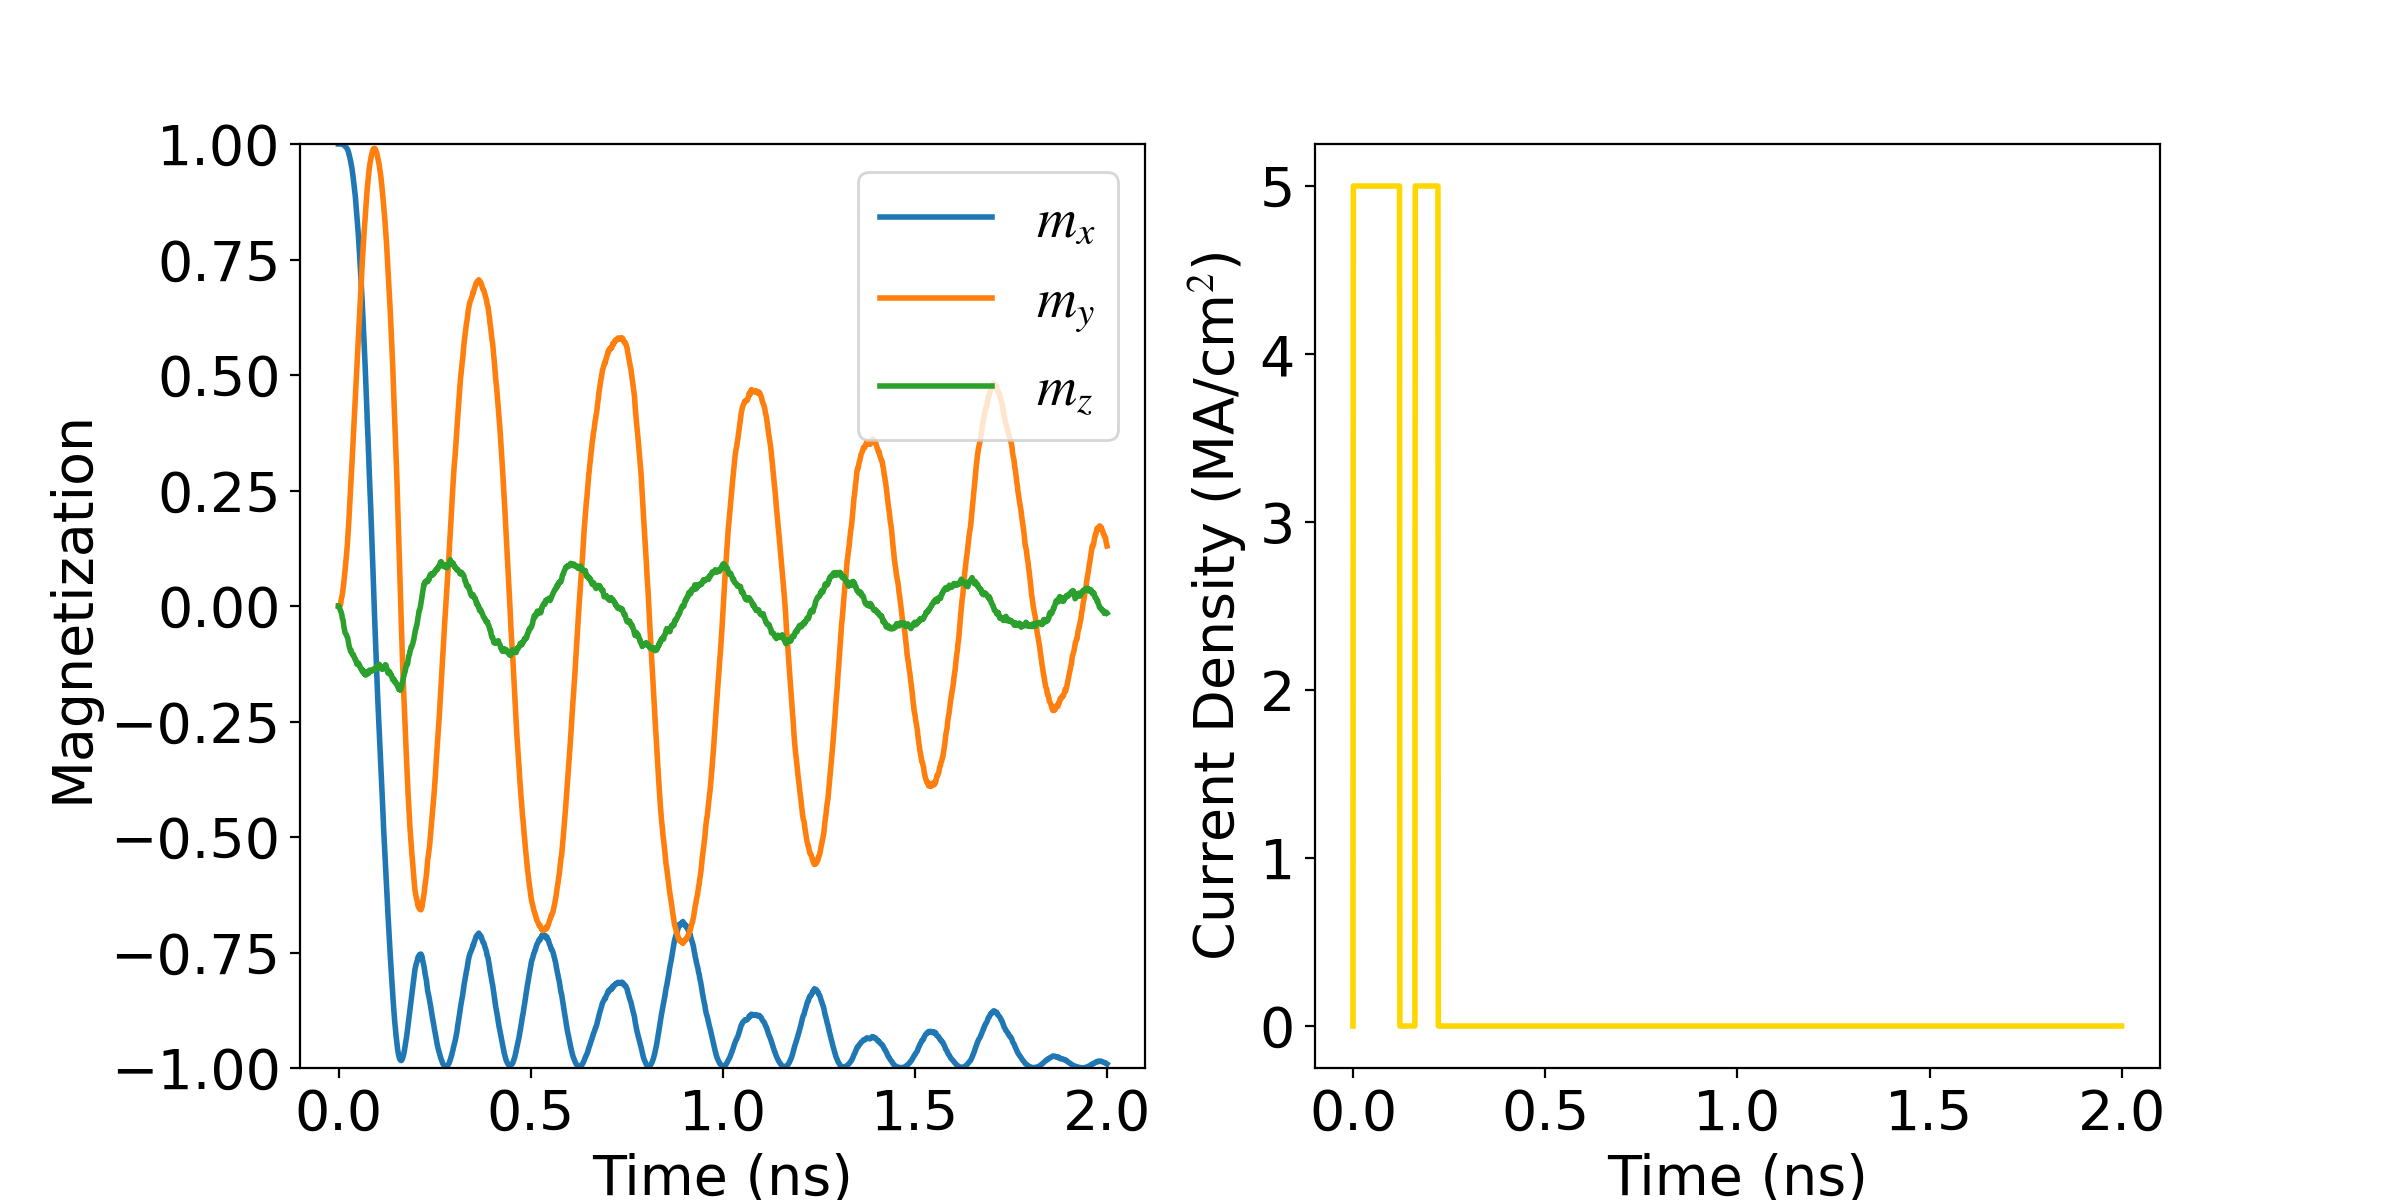 Magnetization
1.00
0.75
0.50
0.25
0.00
−0.25
−0.50
−0.75
−1.00
0.0 0.5 1.0 1.5 2.0
Time (ns)
m_x
m_y
m_z
Current Density (MA/cm²)
5
4
3
2
1
0
0.0 0.5 1.0 1.5 2.0
Time (ns)